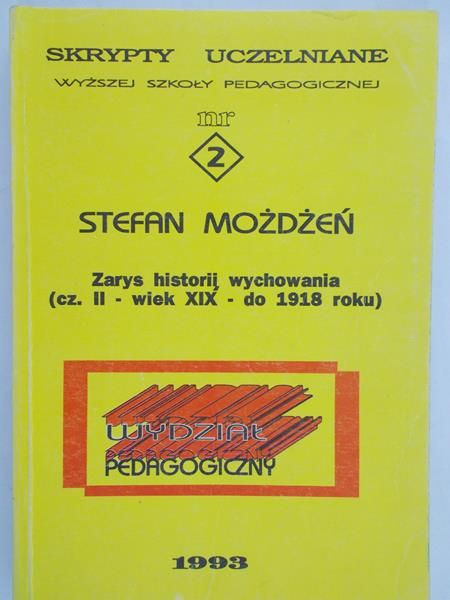 SKRYPTY UCZELNIANE
WYŻSZEJ SZKOŁY PEDAGOGICZNEJ
nr
2
STEFAN MOŻDŻEŃ
Zarys historii wychowania
(cz. II - wiek XIX - do 1918 roku)
WYDZIAŁ
PEDAGOGICZNY
1993